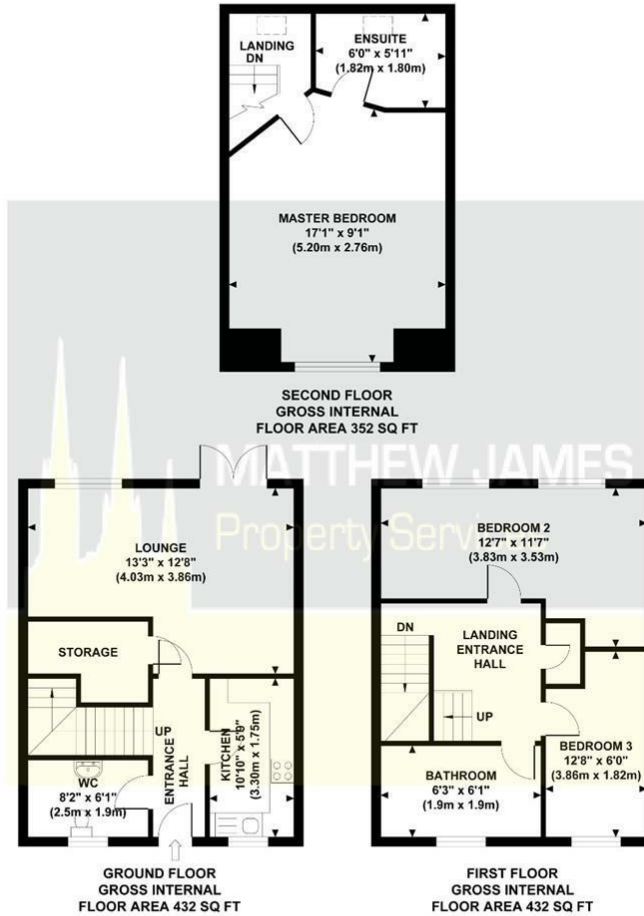 LANDING
DN
ENSUITE
6'0" x 5'11"
(1.82m x 1.80m)
MASTER BEDROOM
17'1" x 9'1"
(5.20m x 2.76m)
SECOND FLOOR
GROSS INTERNAL
FLOOR AREA 352 SQ FT
MATTHEW JAMES
Property Servi
LOUNGE
13'3" x 12'8"
(4.03m x 3.86m)
STORAGE
UP
ENTRANCE
HALL
KITCHEN
10'10" x 5'9"
(3.30m x 1.75m)
WC
8'2" x 6'1"
(2.5m x 1.9m)
GROUND FLOOR
GROSS INTERNAL
FLOOR AREA 432 SQ FT
BEDROOM 2
12'7" x 11'7"
(3.83m x 3.53m)
DN
LANDING
ENTRANCE
HALL
UP
BEDROOM 3
12'8" x 6'0"
(3.86m x 1.82m)
BATHROOM
6'3" x 6'1"
(1.9m x 1.9m)
FIRST FLOOR
GROSS INTERNAL
FLOOR AREA 432 SQ FT